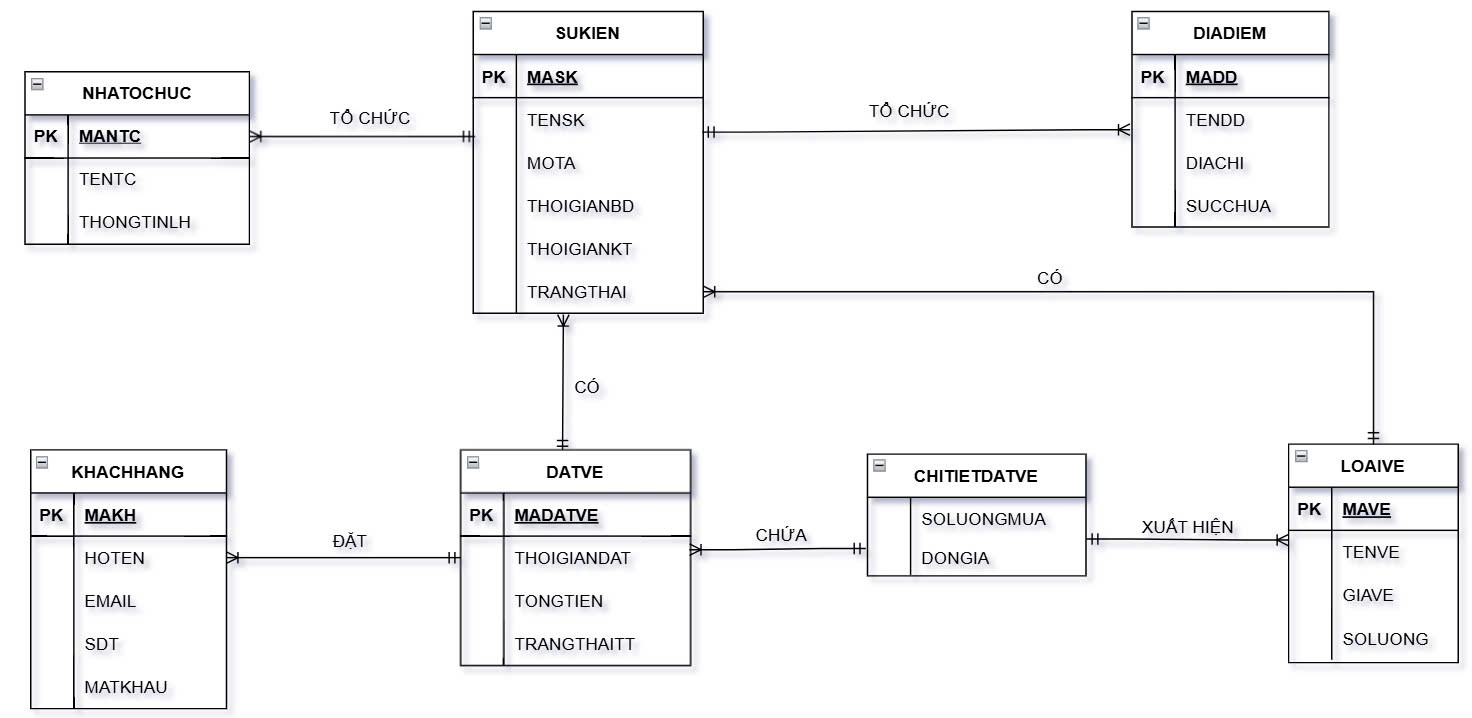 NHATOCHUC
PK MANTC
TENTC
THONGTINLH
TỔ CHỨC
SUKIEN
PK MASK
TENSK
MOTA
THOIGIANBD
THOIGIANKT
TRANGTHAI
TỔ CHỨC
DIADIEM
PK MADD
TENDD
DIACHI
SUCCHUA
CÓ
CÓ
KHACHHANG
PK MAKH
HOTEN
EMAIL
SDT
MATKHAU
ĐẶT
DATVE
PK MADATVE
THOIGIANDAT
TONGTIEN
TRANGTHAITT
CHỨA
CHITIETDATVE
SOLUONGMUA
DONGIA
XUẤT HIỆN
LOAIVE
PK MAVE
TENVE
GIAVE
SOLUONG